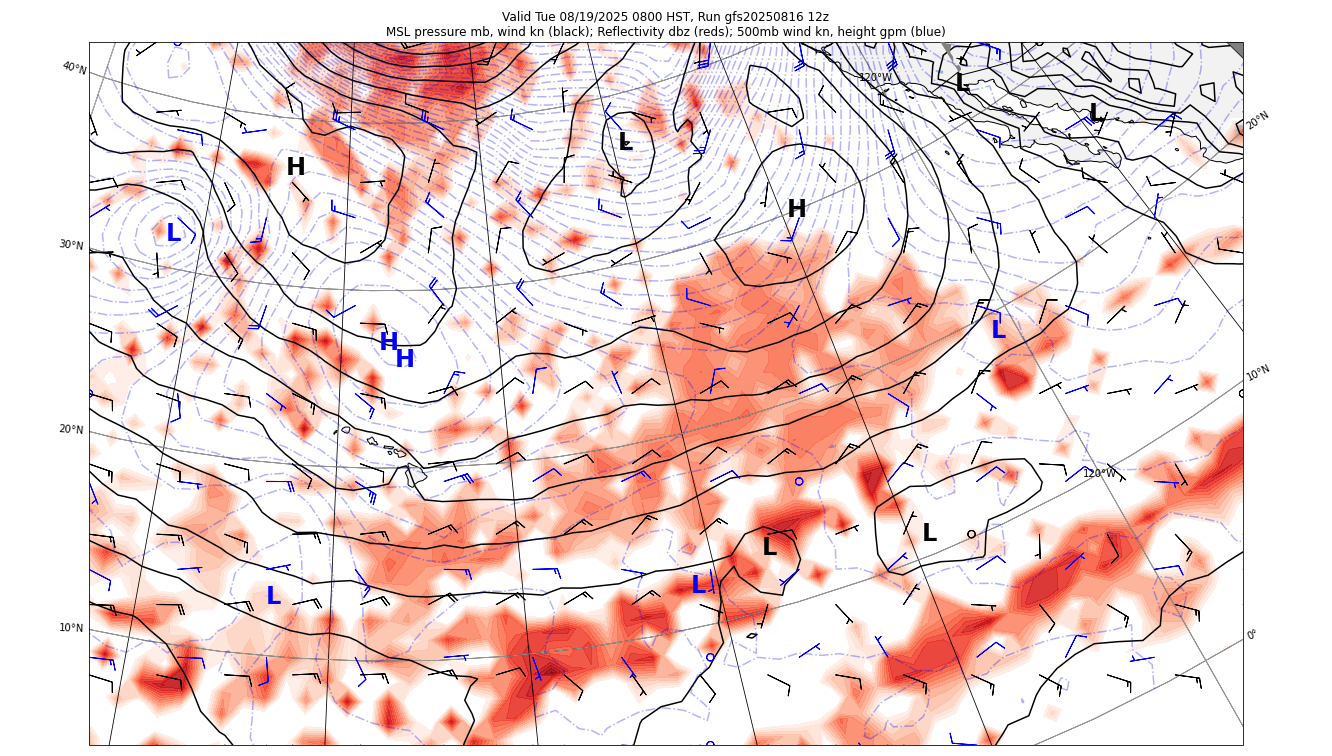 Valid Tue 08/19/2025 0800 HST, Run gfs20250816 12z
MSL pressure mb, wind kn (black); Reflectivity dbz (reds); 500mb wind kn, height gpm (blue)
40°N
120°W
L
L
20°N
L
H
H
L
30°N
L
H
H
10°N
20°N
120°W
L
L
L
L
10°N
0°